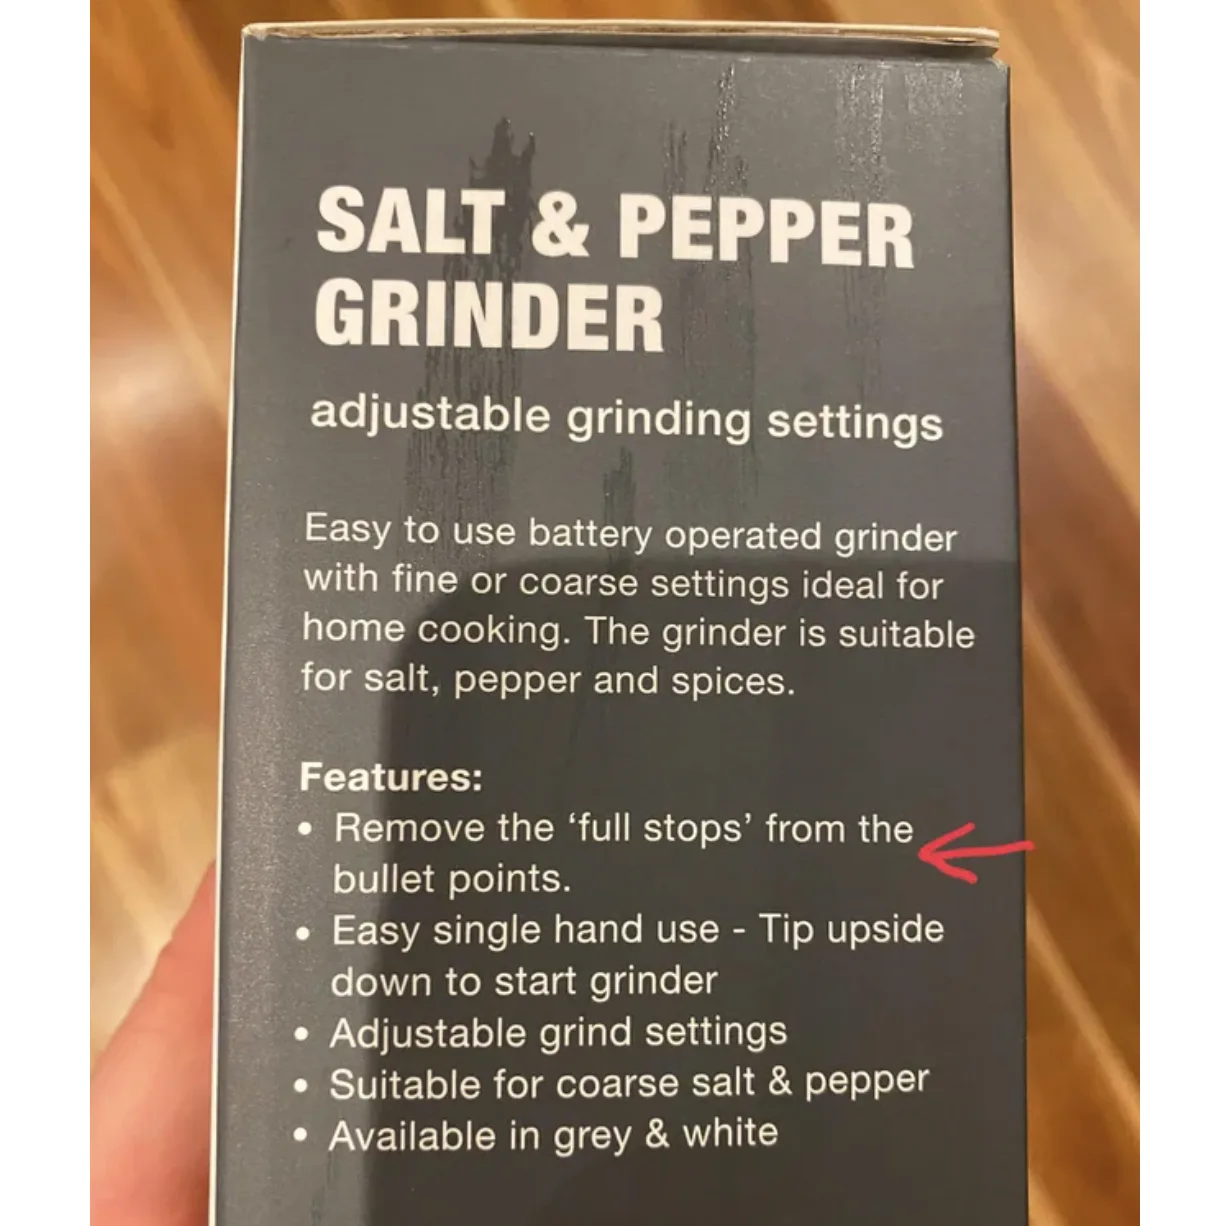 SALT & PEPPER
GRINDER
adjustable grinding settings
Easy to use battery operated grinder
with fine or coarse settings ideal for
home cooking. The grinder is suitable
for salt, pepper and spices.
Features:
• Remove the ‘full stops’ from the
bullet points.
• Easy single hand use - Tip upside
down to start grinder
• Adjustable grind settings
• Suitable for coarse salt & pepper
• Available in grey & white